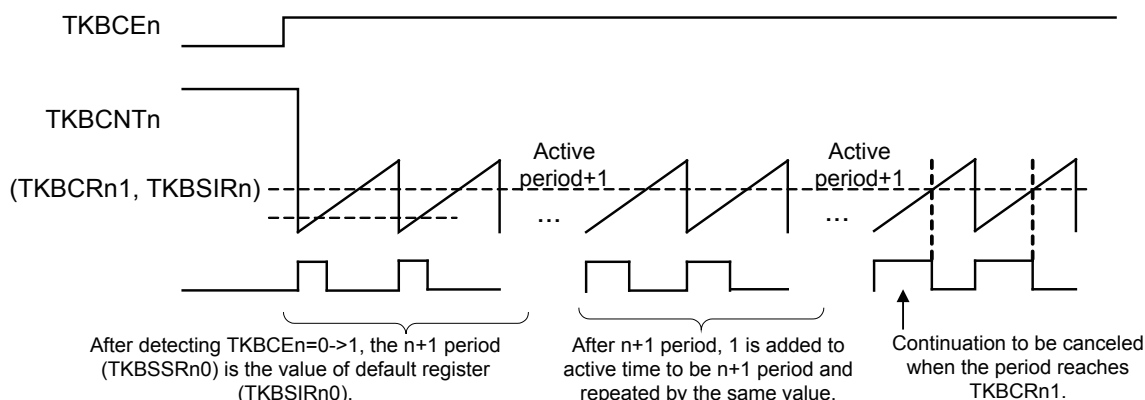 TKBCEn
TKBCNTn
(TKBCRn1, TKBSIRn)
Active
period+1
Active
period+1
...
...
After detecting TKBCEn=0->1, the n+1 period
(TKBSSRn0) is the value of default register
(TKBSIRn0).
After n+1 period, 1 is added to
active time to be n+1 period and
repeated by the same value.
Continuation to be canceled
when the period reaches
TKBCRn1.